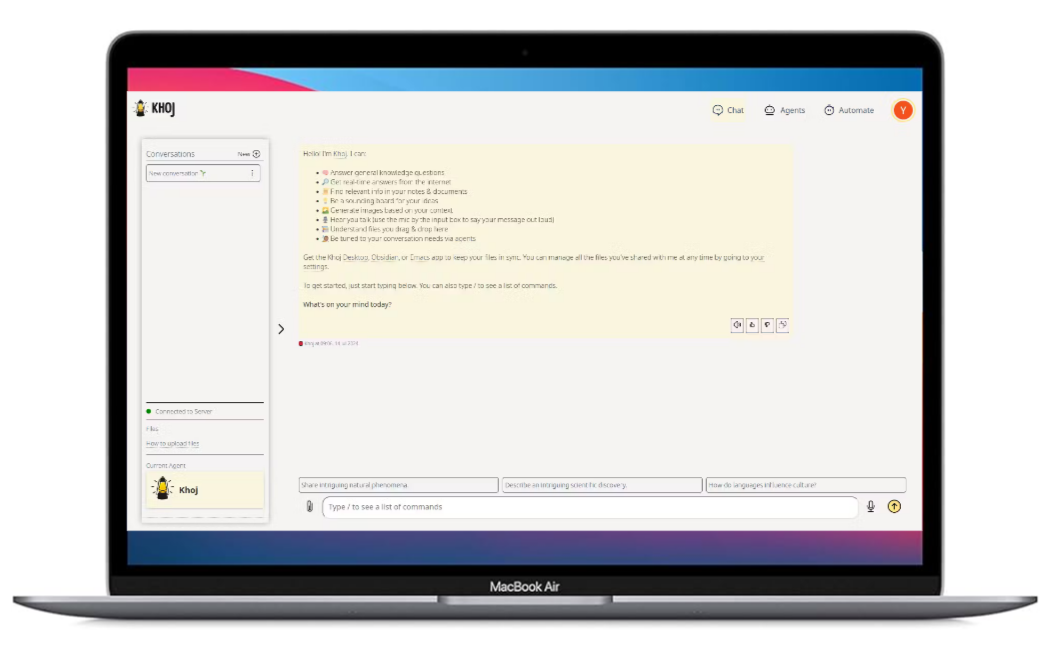 KHOJ
Chat
Agents
Automate
Y
Conversations
New
New conversation
Hello! I'm Khoj. I can:
Answer general knowledge questions
Get real-time answers from the internet
Find relevant info in your notes & documents
Be a sounding board for your ideas
Generate images based on your context
Hear you talk (use the mic by the input box to say your message out loud)
Understand files you drag & drop here
Be tuned to your conversation needs via agents
Get the Khoj Desktop, Obsidian, or Emacs app to keep your files in sync. You can manage all the files you've shared with me at any time by going to your
settings.
To get started, just start typing below. You can also type / to see a list of commands.
What's on your mind today?
Connected to Server
Files
How to upload files
Current Agent
Khoj
Share intriguing natural phenomena.
Describe an intriguing scientific discovery.
How do languages influence culture?
Type / to see a list of commands
MacBook Air